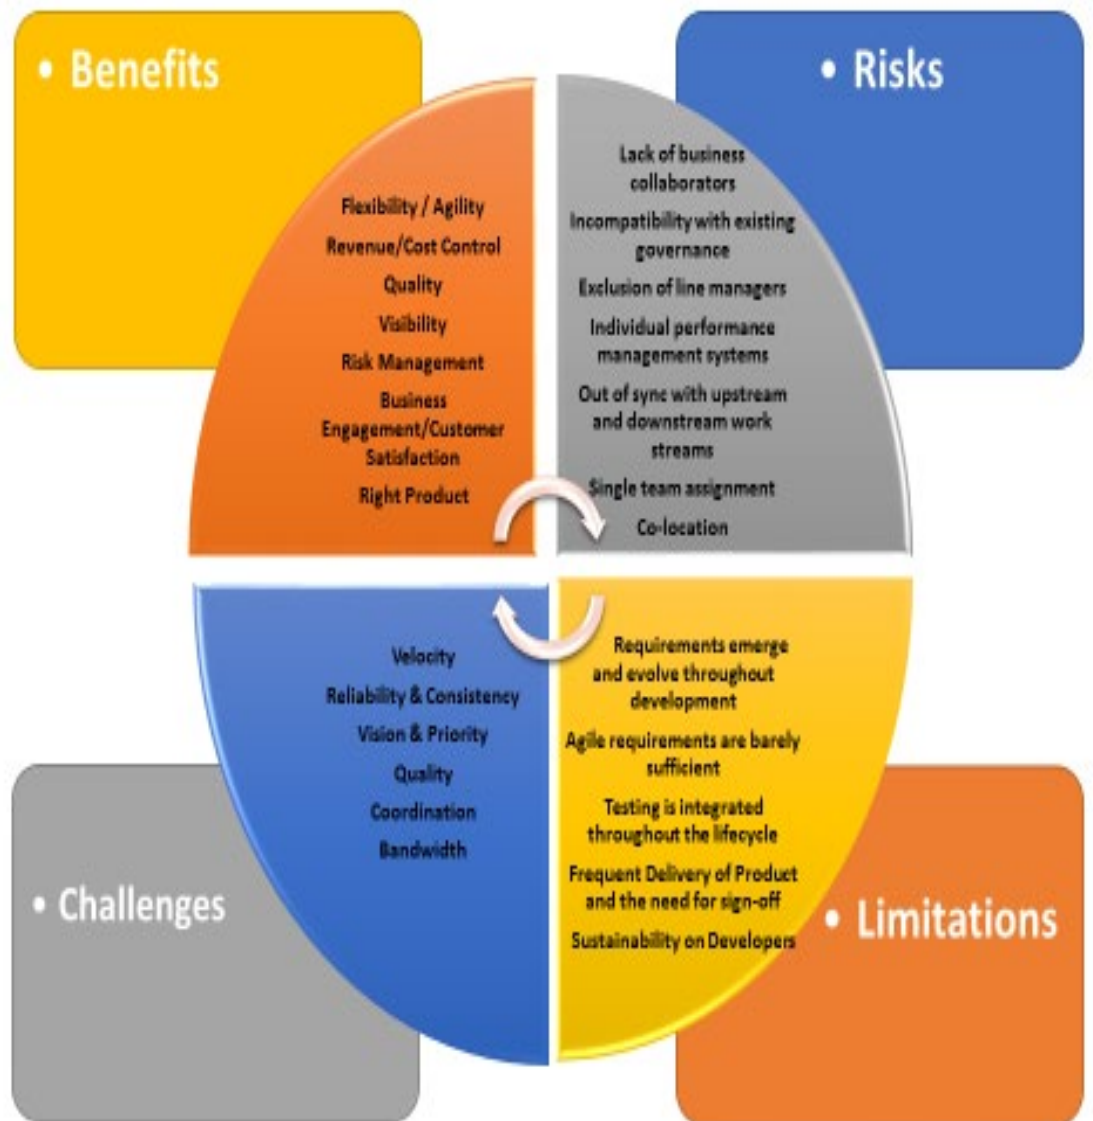 • Benefits
Flexibility / Agility
Revenue/Cost Control
Quality
Visibility
Risk Management
Business
Engagement/Customer
Satisfaction
Right Product
• Risks
Lack of business
collaborators
Incompatibility with existing
governance
Exclusion of line managers
Individual performance
management systems
Out of sync with upstream
and downstream work
streams
Single team assignment
Co-location
• Challenges
Velocity
Reliability & Consistency
Vision & Priority
Quality
Coordination
Bandwidth
• Limitations
Requirements emerge
and evolve throughout
development
Agile requirements are barely
sufficient
Testing is integrated
throughout the lifecycle
Frequent Delivery of Product
and the need for sign-off
Sustainability on Developers